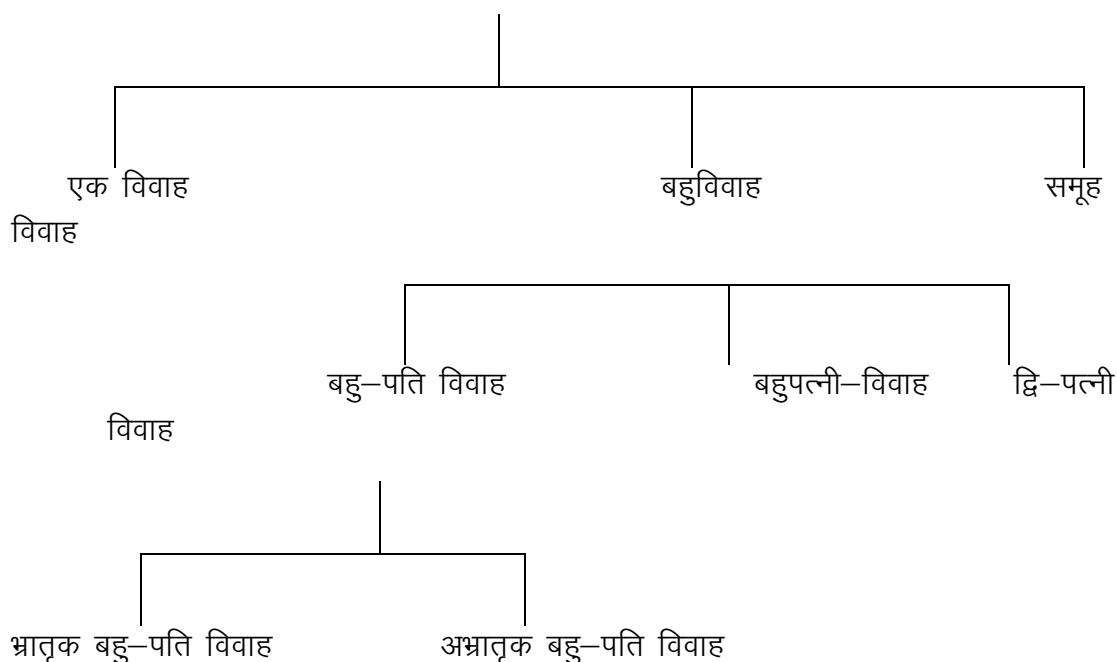 एक विवाह बहुविवाह समूह
विवाह
बहु–पति विवाह बहुपत्नी–विवाह द्वि–पत्नी
विवाह
भ्रातृक बहु–पति विवाह अभ्रातृक बहु–पति विवाह